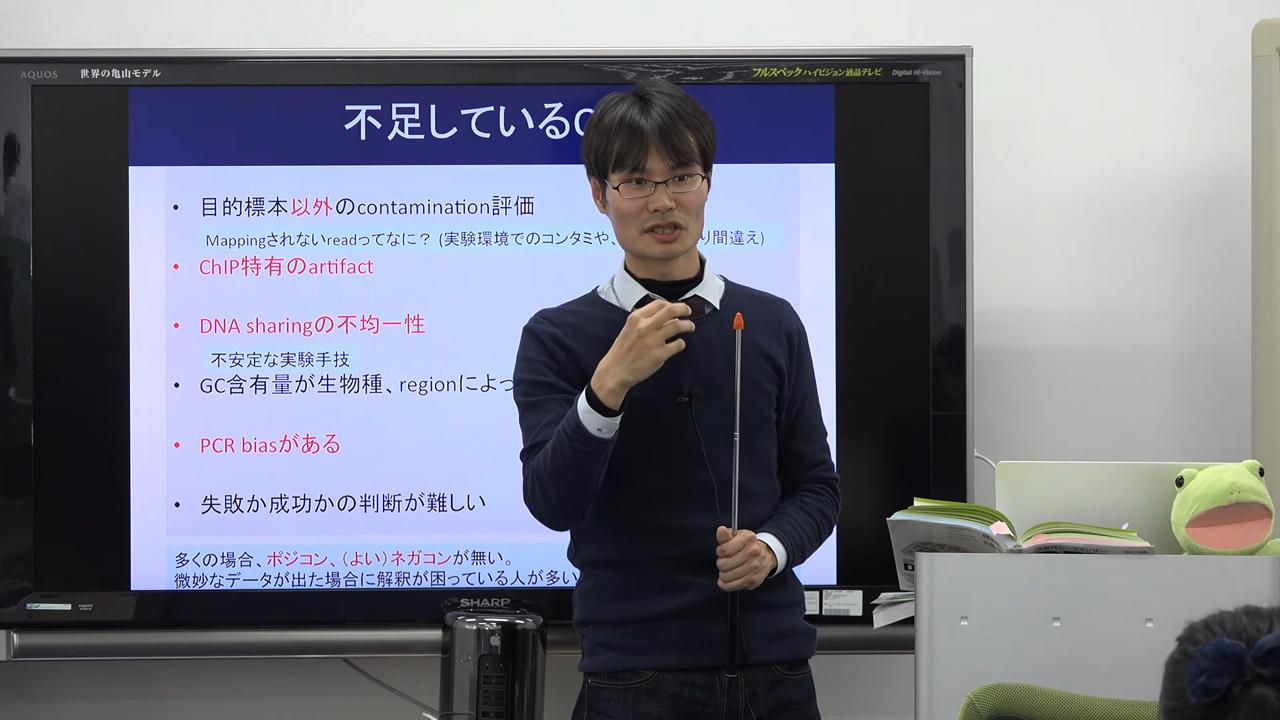 AQUOS 世界の亀山モデル フルスペックハイビジョン液晶テレビ Digital Hi-Vision
不足している
• 目的標本以外のcontamination評価
Mappingされないreadってなに？ (実験環境でのコンタミや、 り間違え)
• ChIP特有のartifact
• DNA sharingの不均一性
不安定な実験手技
• GC含有量が生物種、regionによっ
• PCR biasがある
• 失敗か成功かの判断が難しい
多くの場合、ポジコン、（よい）ネガコンが無い。
微妙なデータが出た場合に解釈が困っている人が多い
SHARP